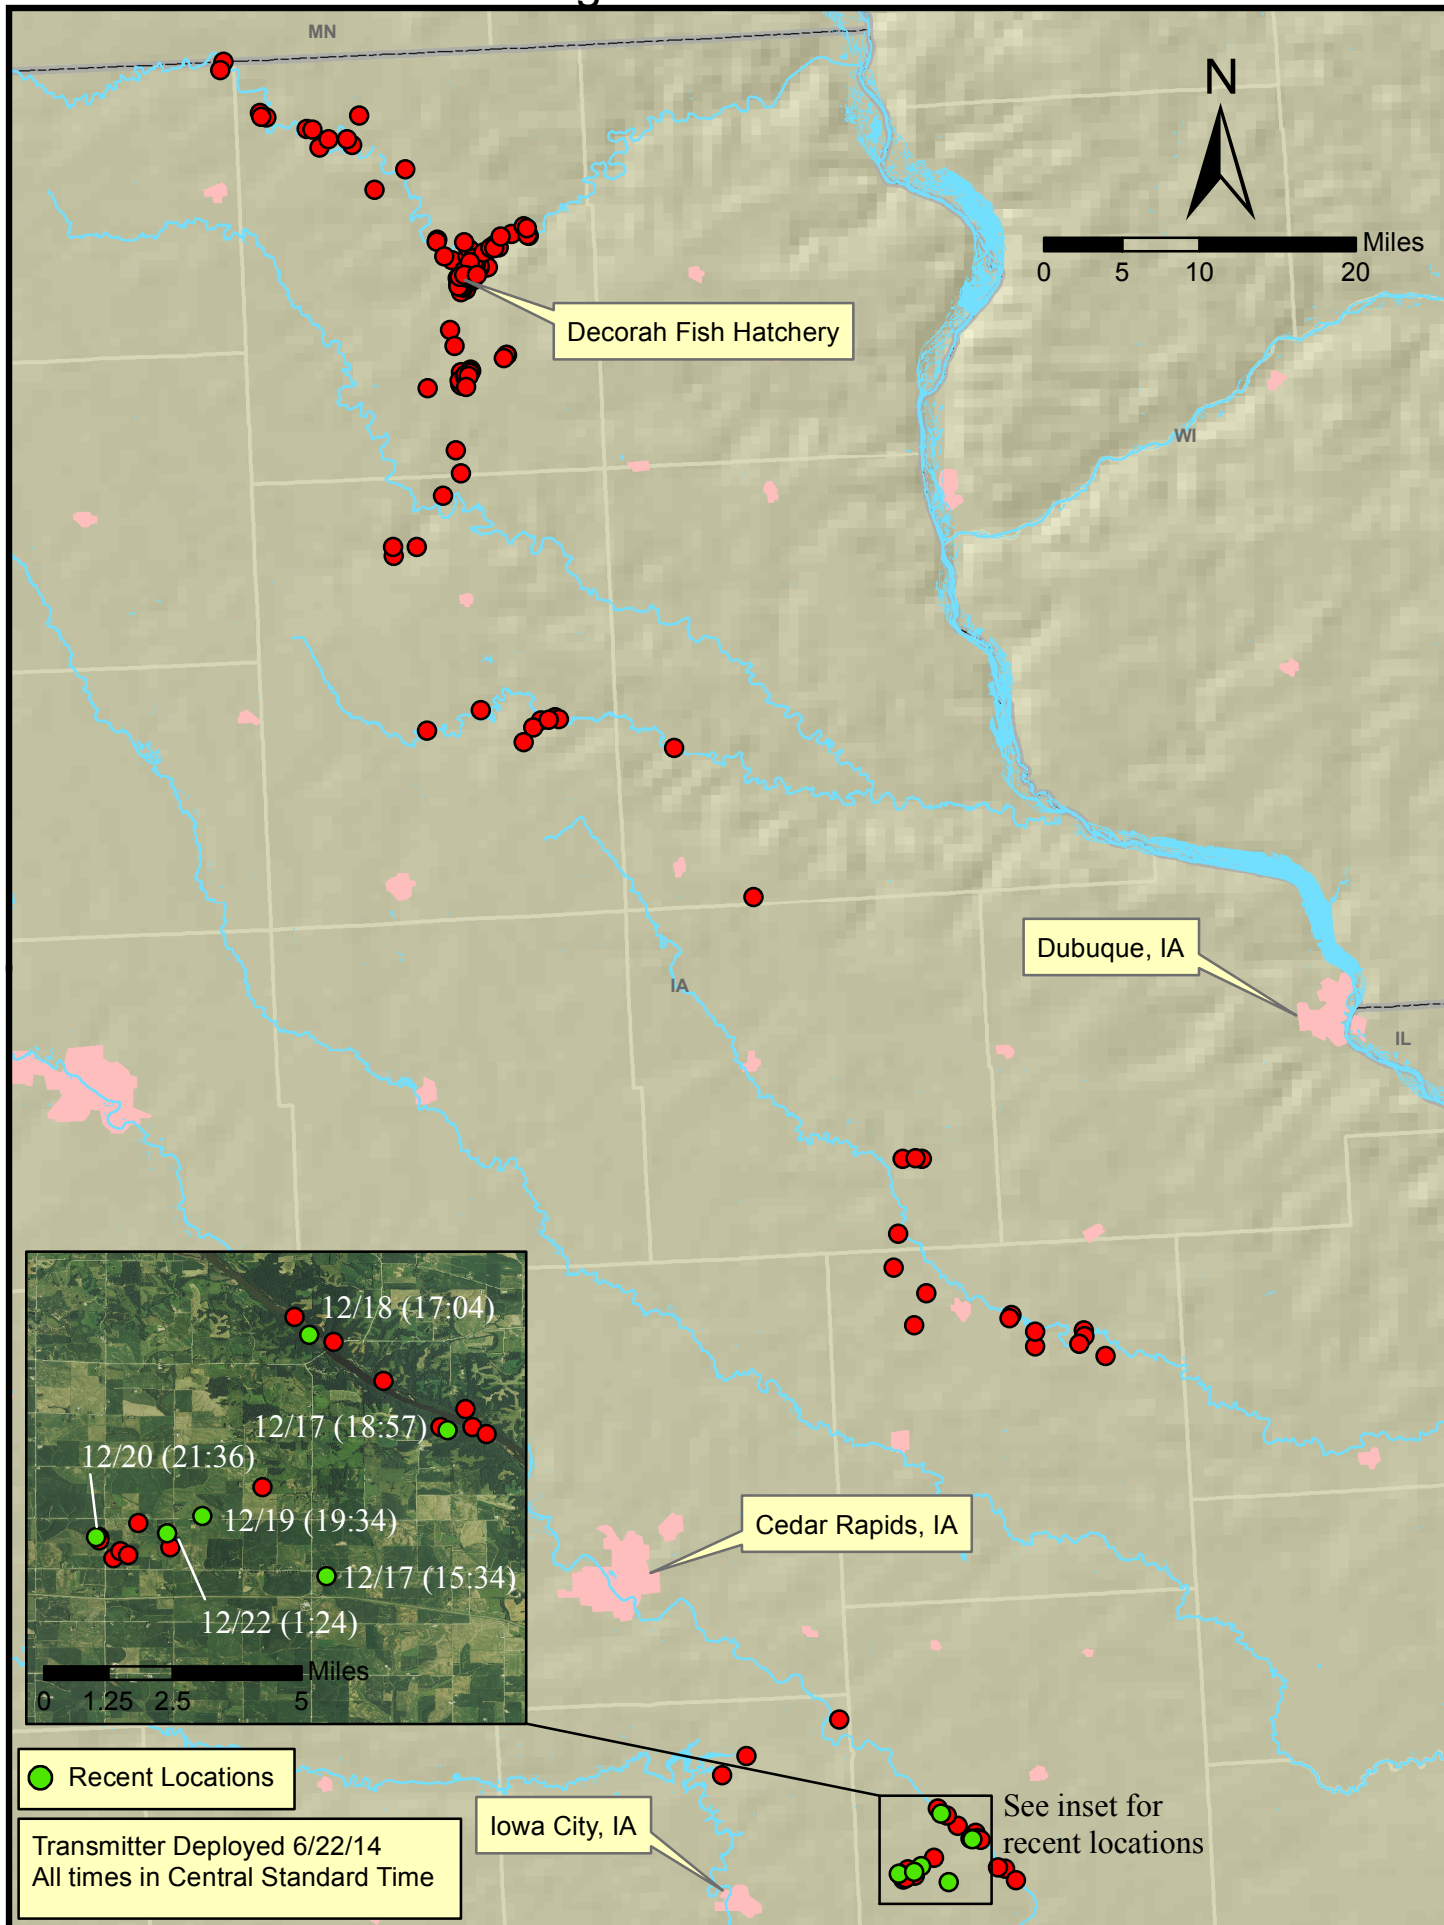 MN
N
Miles
0 5 10 20
Decorah Fish Hatchery
WI
Dubuque, IA
IA
IL
12/18 (17:04)
12/17 (18:57)
12/20 (21:36)
12/19 (19:34)
12/17 (15:34)
12/22 (1:24)
Miles
0 1.25 2.5 5
Cedar Rapids, IA
Recent Locations
Transmitter Deployed 6/22/14
All times in Central Standard Time
Iowa City, IA
See inset for
recent locations